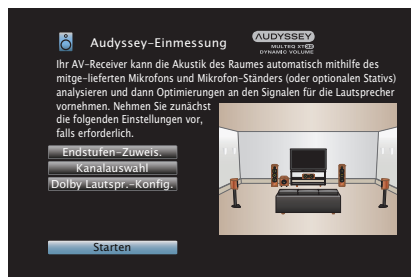 Audyssey-Einmessung
AUDYSSEY
MULTEQ XT32
DYNAMIC VOLUME
Ihr AV-Receiver kann die Akustik des Raumes automatisch mithilfe des
mitge-lieferten Mikrofons und Mikrofon-Ständers (oder optionalen Stativs)
analysieren und dann Optimierungen an den Signalen für die Lautsprecher
vornehmen. Nehmen Sie zunächst
die folgenden Einstellungen vor,
falls erforderlich.
Endstufen-Zuweis.
Kanalauswahl
Dolby Lautspr.-Konfig.
Starten